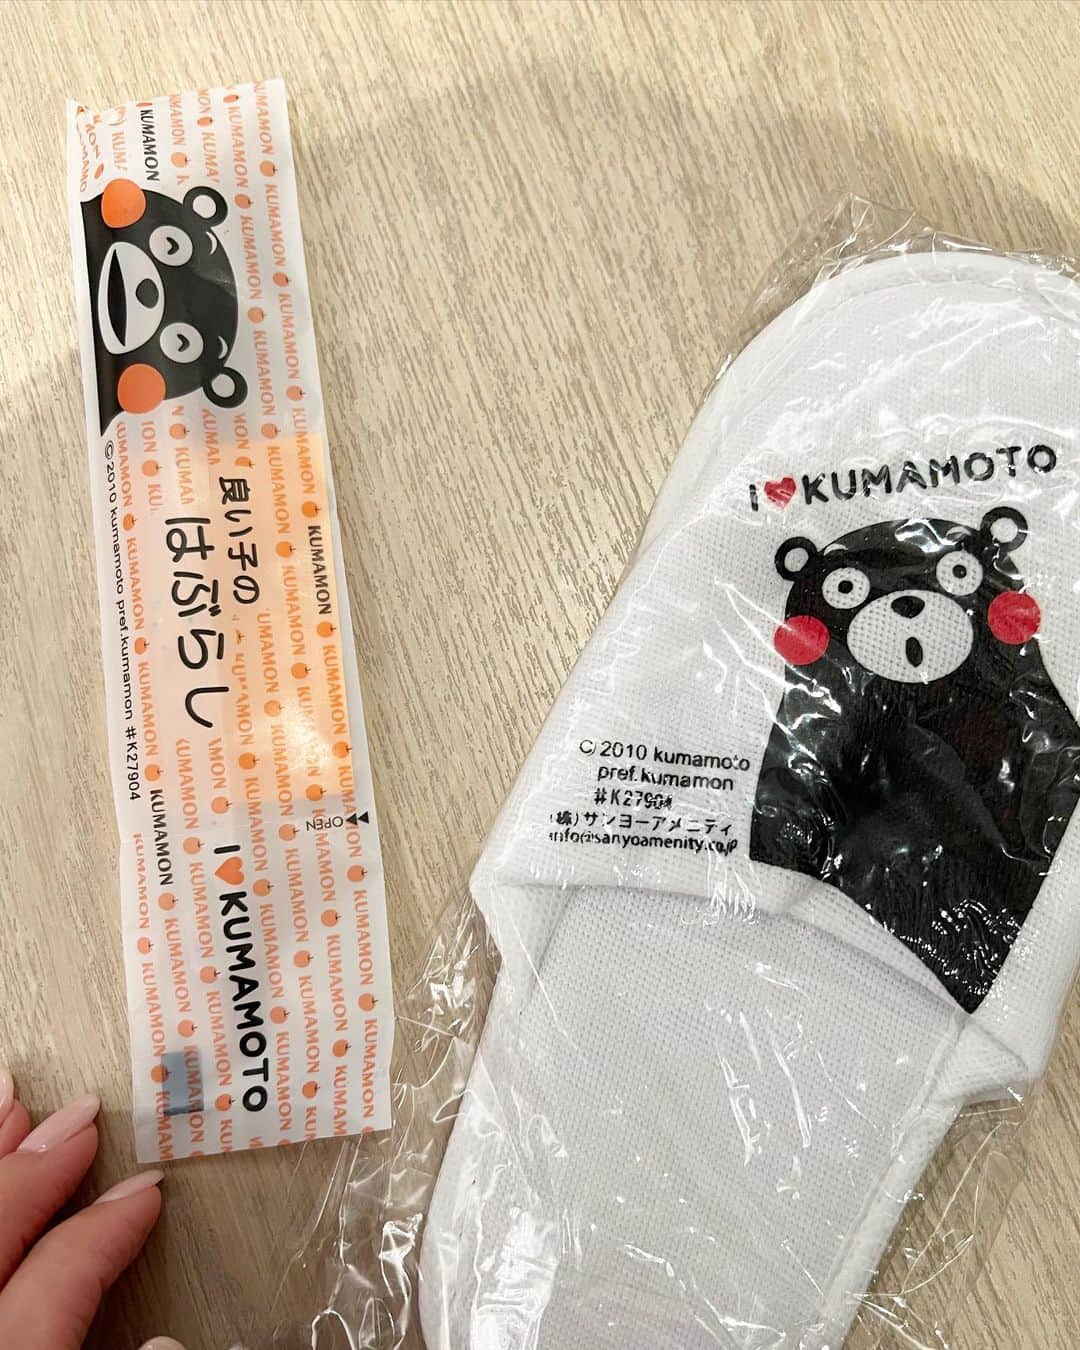 KUMAMON
良い子の
はぶらし
I♥KUMAMOTO
©2010 kumamoto pref.kumamon #K27904
OPEN
I♥KUMAMOTO
©2010 kumamoto
pref.kumamon
#K27904
(株)サンヨーアメニティ
info@sanyoamenity.co.jp